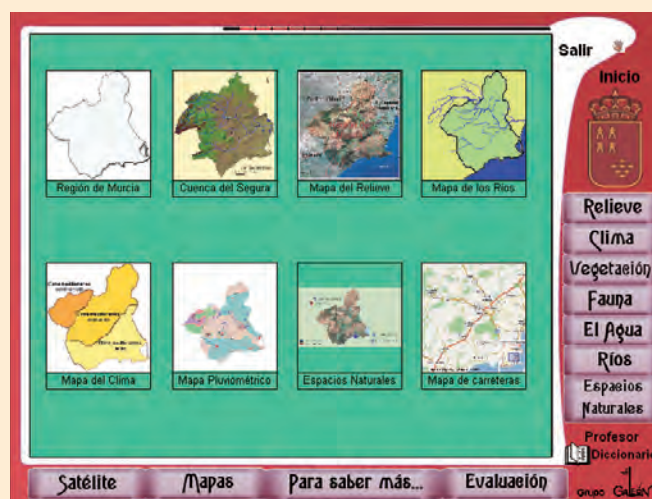 Salir
Inicio
Región de Murcia
Cuenca del Segura
Mapa del Relieve
Mapa de los Ríos
Relieve
Clima
Vegetación
Fauna
El Agua
Ríos
Espacios
Naturales
Mapa del Clima
Mapa Pluviométrico
Espacios Naturales
Mapa de carreteras
Profesor
Diccionario
Satélite
Mapas
Para saber más...
Evaluación
GRUPO